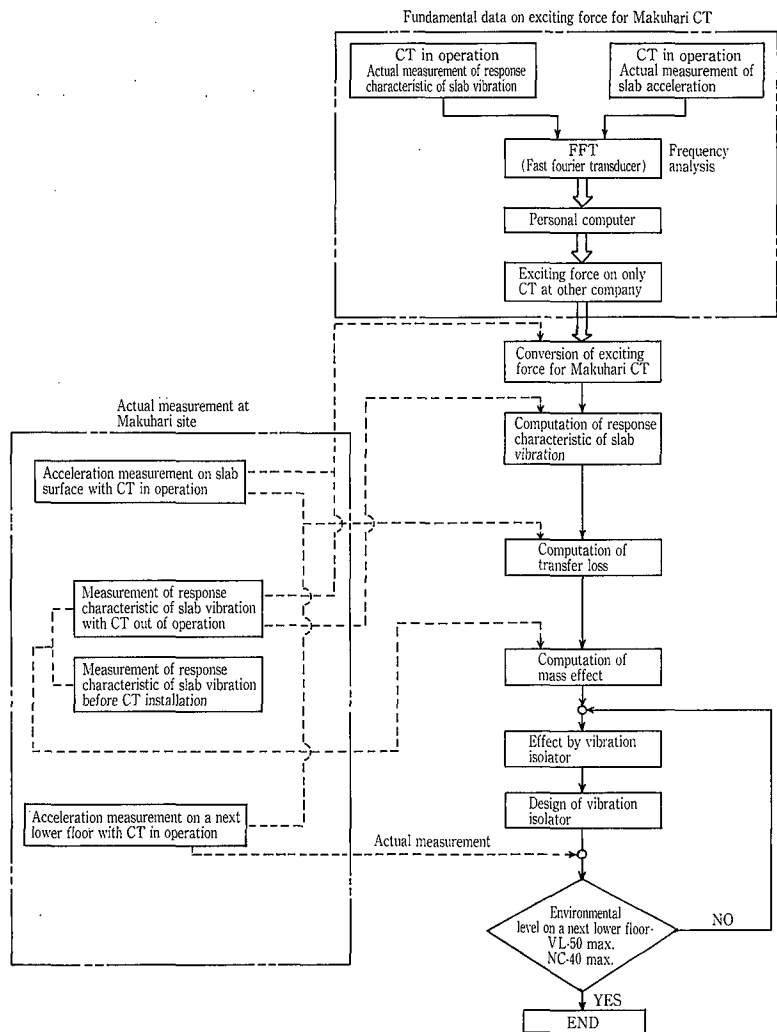 Fundamental data on exciting force for Makuhari CT
CT in operation
Actual measurement of response
characteristic of slab vibration
CT in operation
Actual measurement of
slab acceleration
FFT
(Fast fourier transducer)
Frequency
analysis
Personal computer
Exciting force on only
CT at other company
Conversion of exciting
force for Makuhari CT
Actual measurement at
Makuhari site
Computation of response
characteristic of slab
vibration
Acceleration measurement on slab
surface with CT in operation
Computation of
transfer loss
Measurement of response
characteristic of slab vibration
with CT out of operation
Measurement of response
characteristic of slab vibration
before CT installation
Computation of
mass effect
Effect by vibration
isolator
Design of vibration
isolator
Acceleration measurement on a next
lower floor with CT in operation
Actual measurement
Environmental
level on a next lower floor·
VL-50 max.
NC-40 max.
NO
YES
END